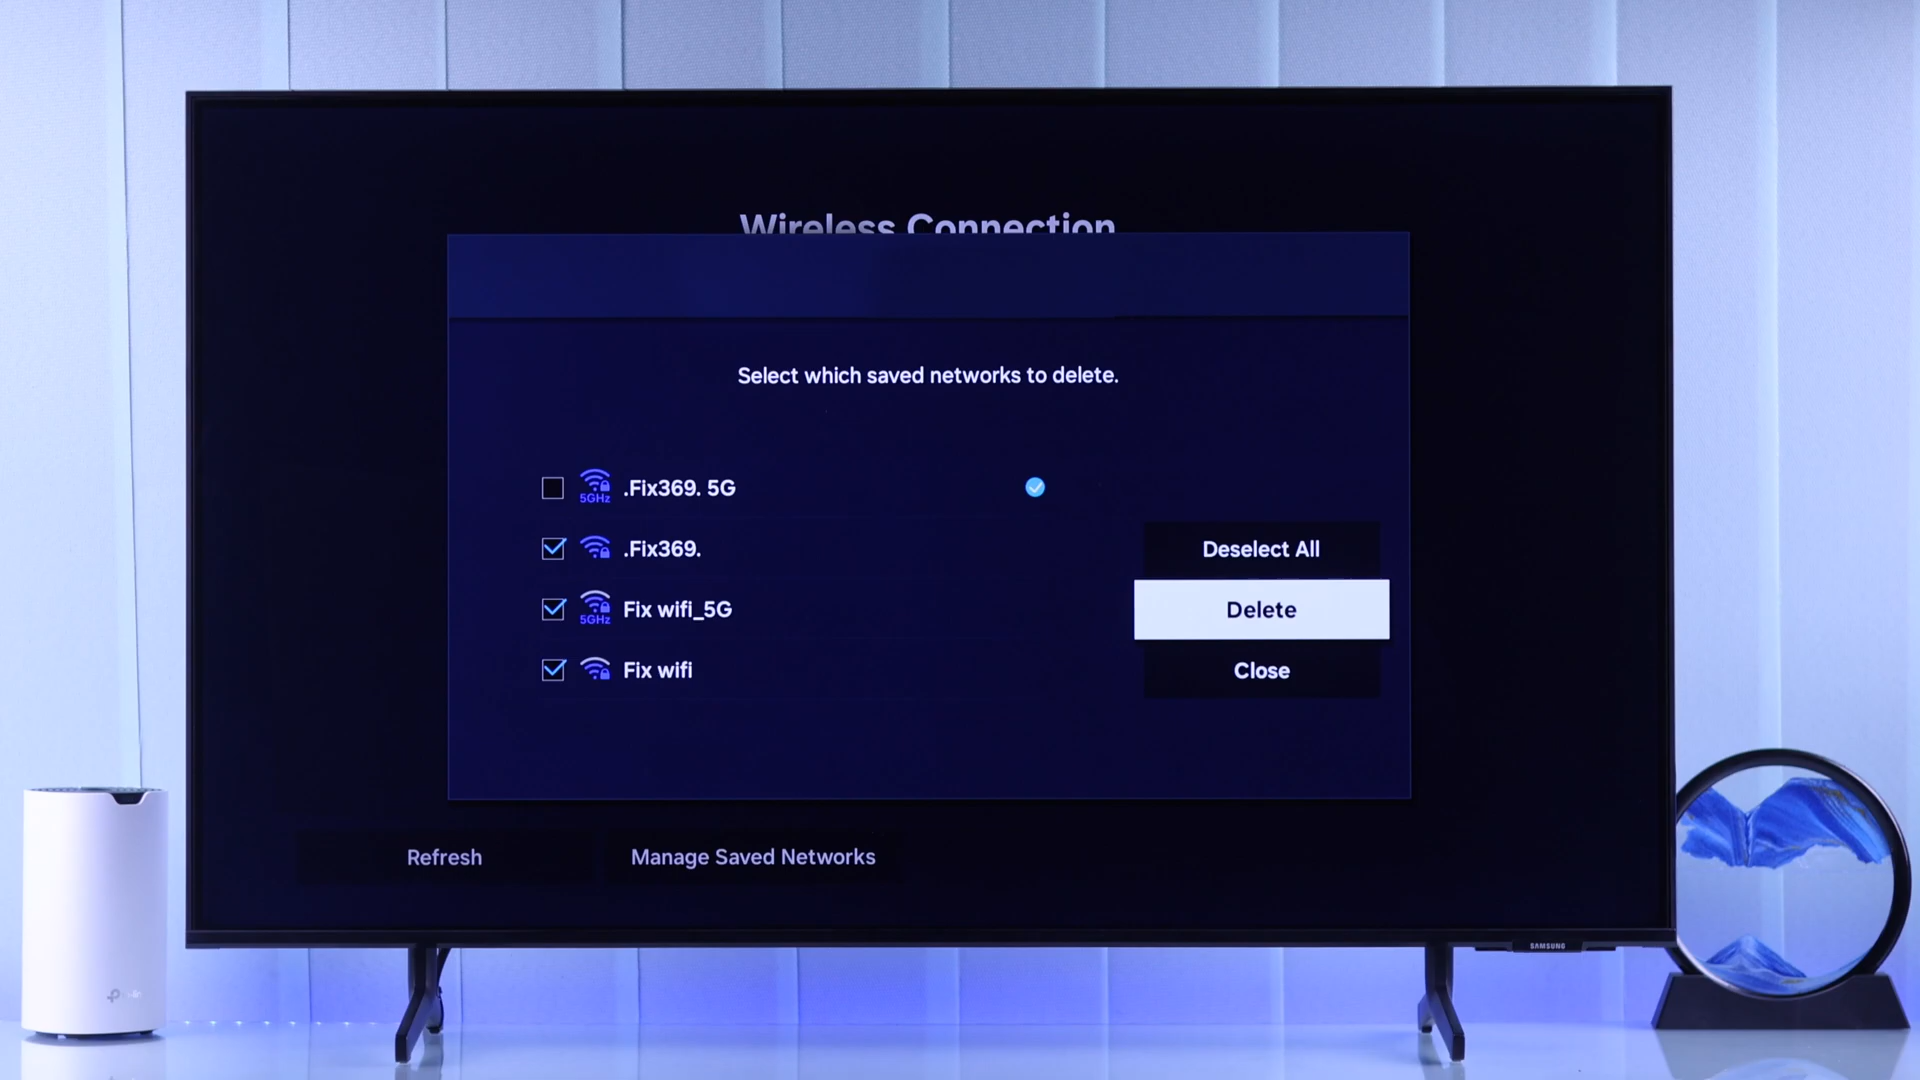 Wireless Connection
Select which saved networks to delete.
5GHz .Fix369. 5G
.Fix369.
Deselect All
5GHz Fix wifi_5G
Delete
Fix wifi
Close
Refresh
Manage Saved Networks
SAMSUNG